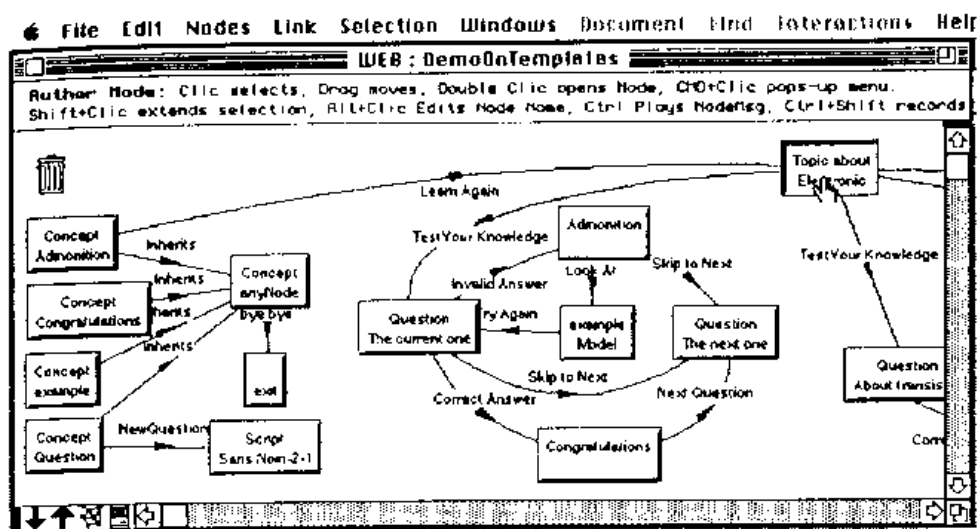 File Edit Nodes Link Selection Windows Document Find Interactions Help
WEB : DemoOnTemplates
Author Mode: Clic selects, Drag moves, Double Clic opens Node, CMD+Clic pops-up menu.
Shift+Clic extends selection, Alt+Clic Edits Node Name, Ctrl Plays NodeMsg, Ctrl+Shift records
Topic about
Electronic
Learn Again
Concept
Admonition
Inherits
Test Your Knowledge
Admonition
Test Your Knowledge
Concept
anyNode
Inherits
Invalid Answer
Look At
Skip to Next
Concept
Congratulations
Inherits
bye bye
Question
The current one
ry Again
example
Model
Question
The next one
Inherits
Concept
example
exit
Skip to Next
Question
About transis
Correct Answer
Next Question
Concept
Question
NewQuestion
Script
Sans Nom-2-1
Congratulations
Corre